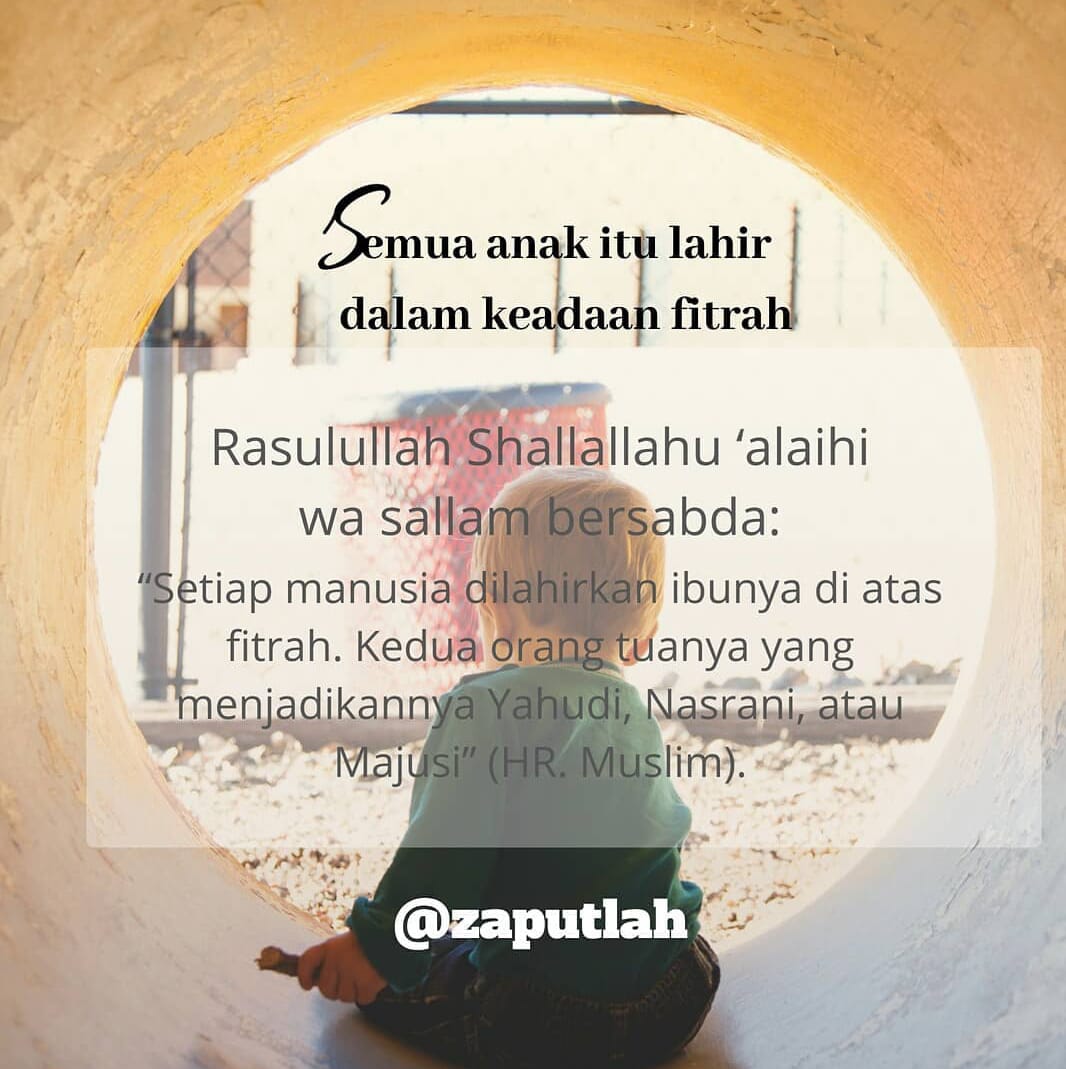 Semua anak itu lahir
dalam keadaan fitrah
Rasulullah Shallallahu ‘alaihi
wa sallam bersabda:
“Setiap manusia dilahirkan ibunya di atas
fitrah. Kedua orang tuanya yang
menjadikannya Yahudi, Nasrani, atau
Majusi” (HR. Muslim).
@zaputlah